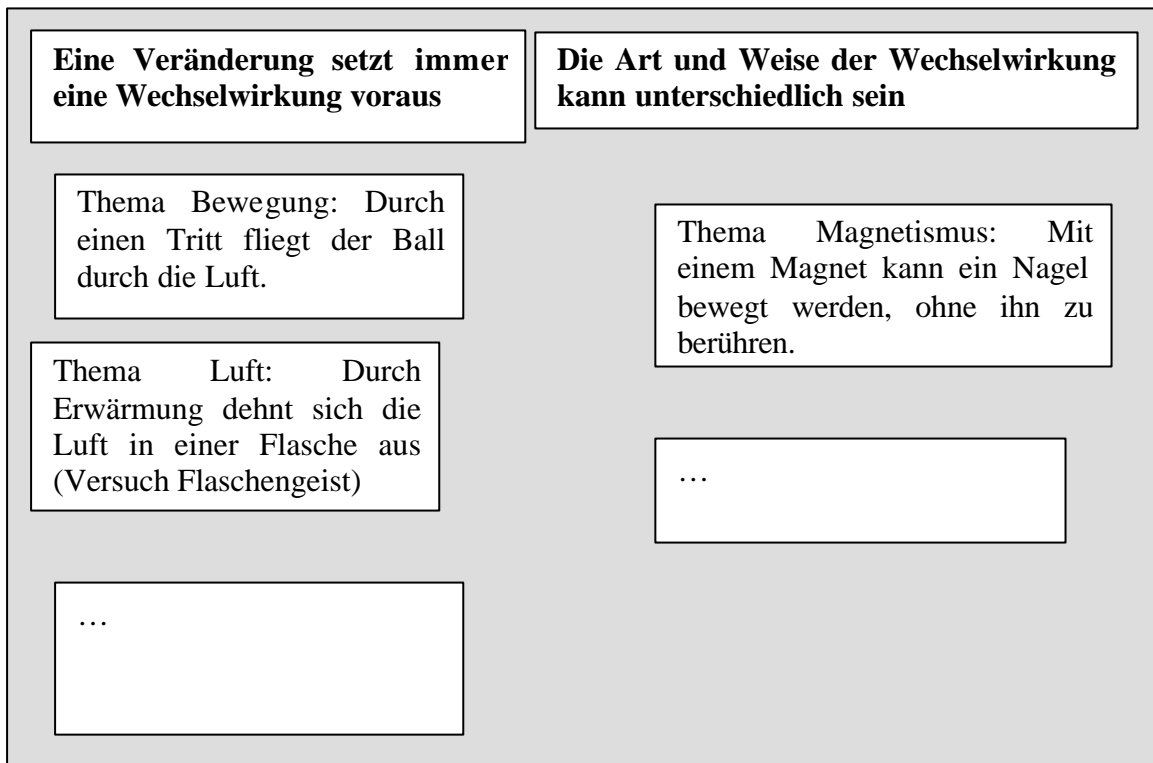 Eine Veränderung setzt immer
eine Wechselwirkung voraus
Die Art und Weise der Wechselwirkung
kann unterschiedlich sein
Thema Bewegung: Durch
einen Tritt fliegt der Ball
durch die Luft.
Thema Luft: Durch
Erwärmung dehnt sich die
Luft in einer Flasche aus
(Versuch Flaschengeist)
…
Thema Magnetismus: Mit
einem Magnet kann ein Nagel
bewegt werden, ohne ihn zu
berühren.
…